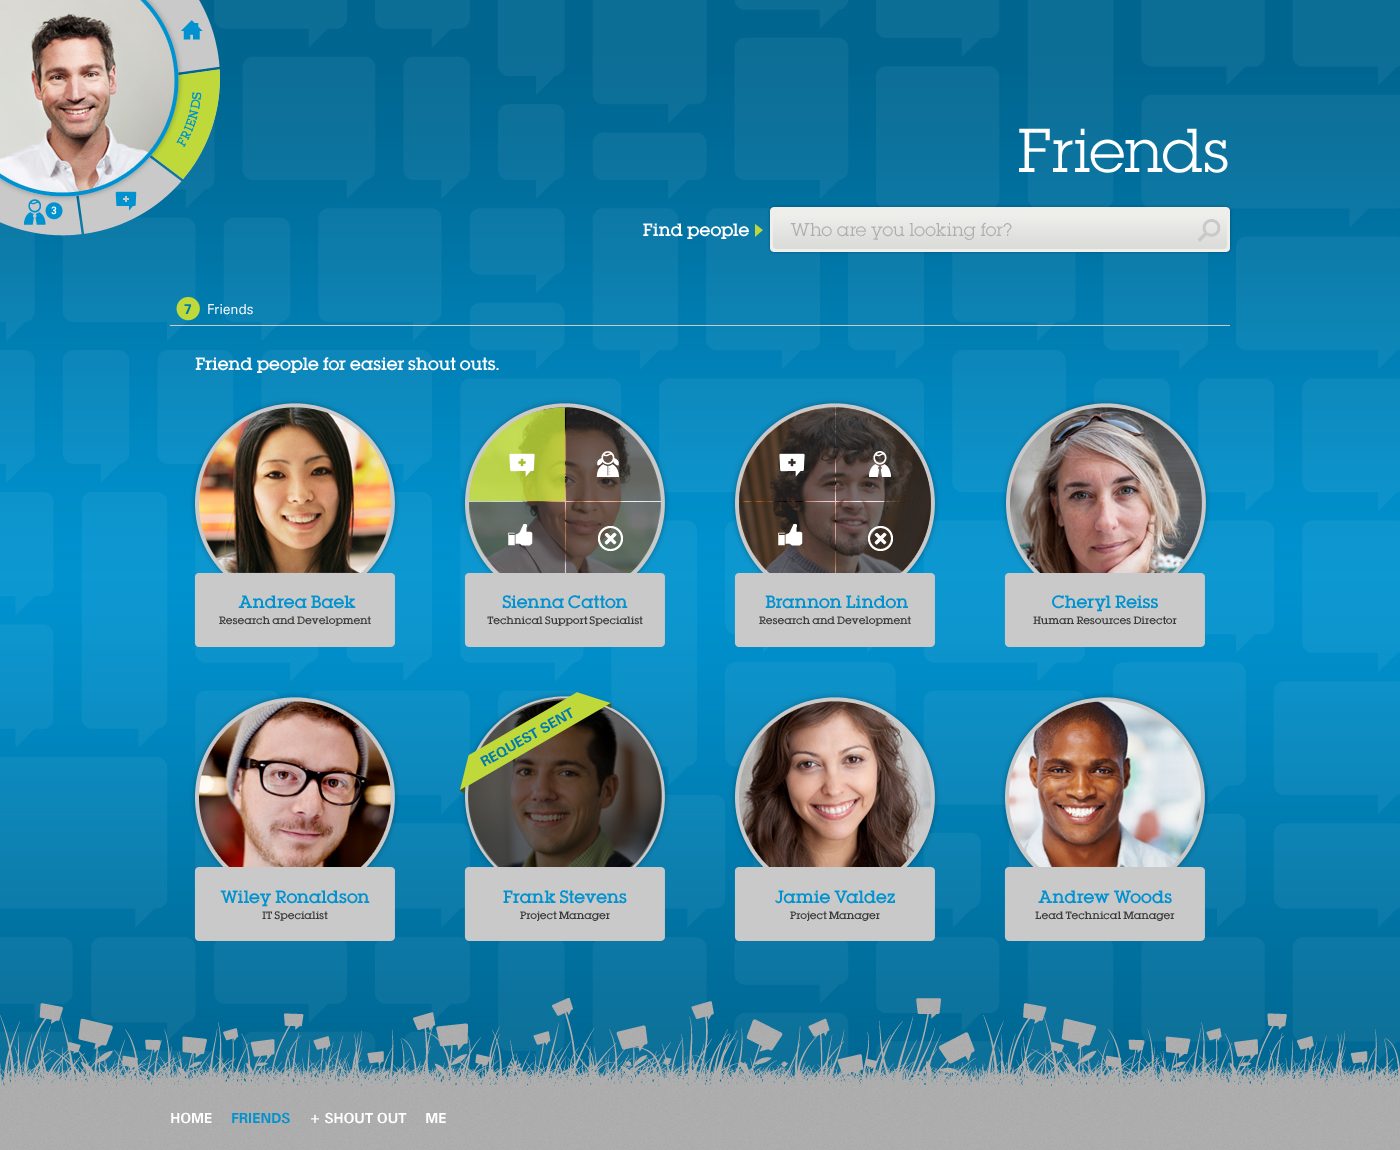 FRIENDS
3
Friends
Find people
Who are you looking for?
7 Friends
Friend people for easier shout outs.
Andrea Baek
Research and Development
Sienna Catton
Technical Support Specialist
Brannon Lindon
Research and Development
Cheryl Reiss
Human Resources Director
Wiley Ronaldson
IT Specialist
REQUEST SENT
Frank Stevens
Project Manager
Jamie Valdez
Project Manager
Andrew Woods
Lead Technical Manager
HOME FRIENDS + SHOUT OUT ME